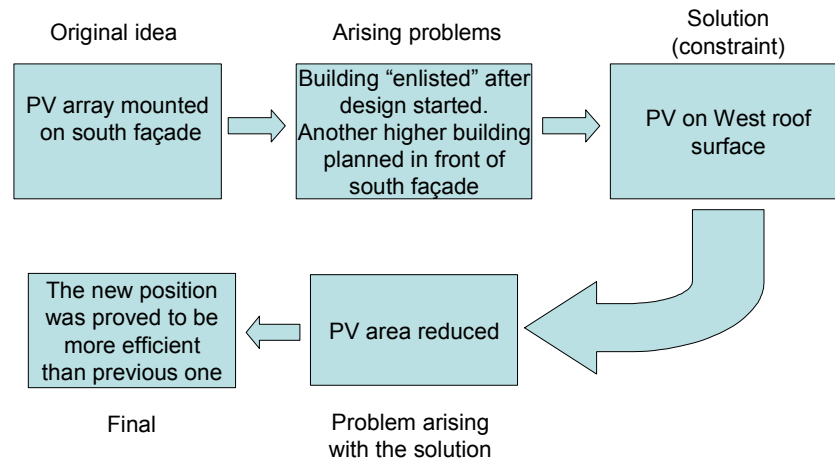 Original idea
PV array mounted
on south façade
Arising problems
Building “enlisted” after
design started.
Another higher building
planned in front of
south façade
Solution
(constraint)
PV on West roof
surface
PV area reduced
Problem arising
with the solution
The new position
was proved to be
more efficient
than previous one
Final